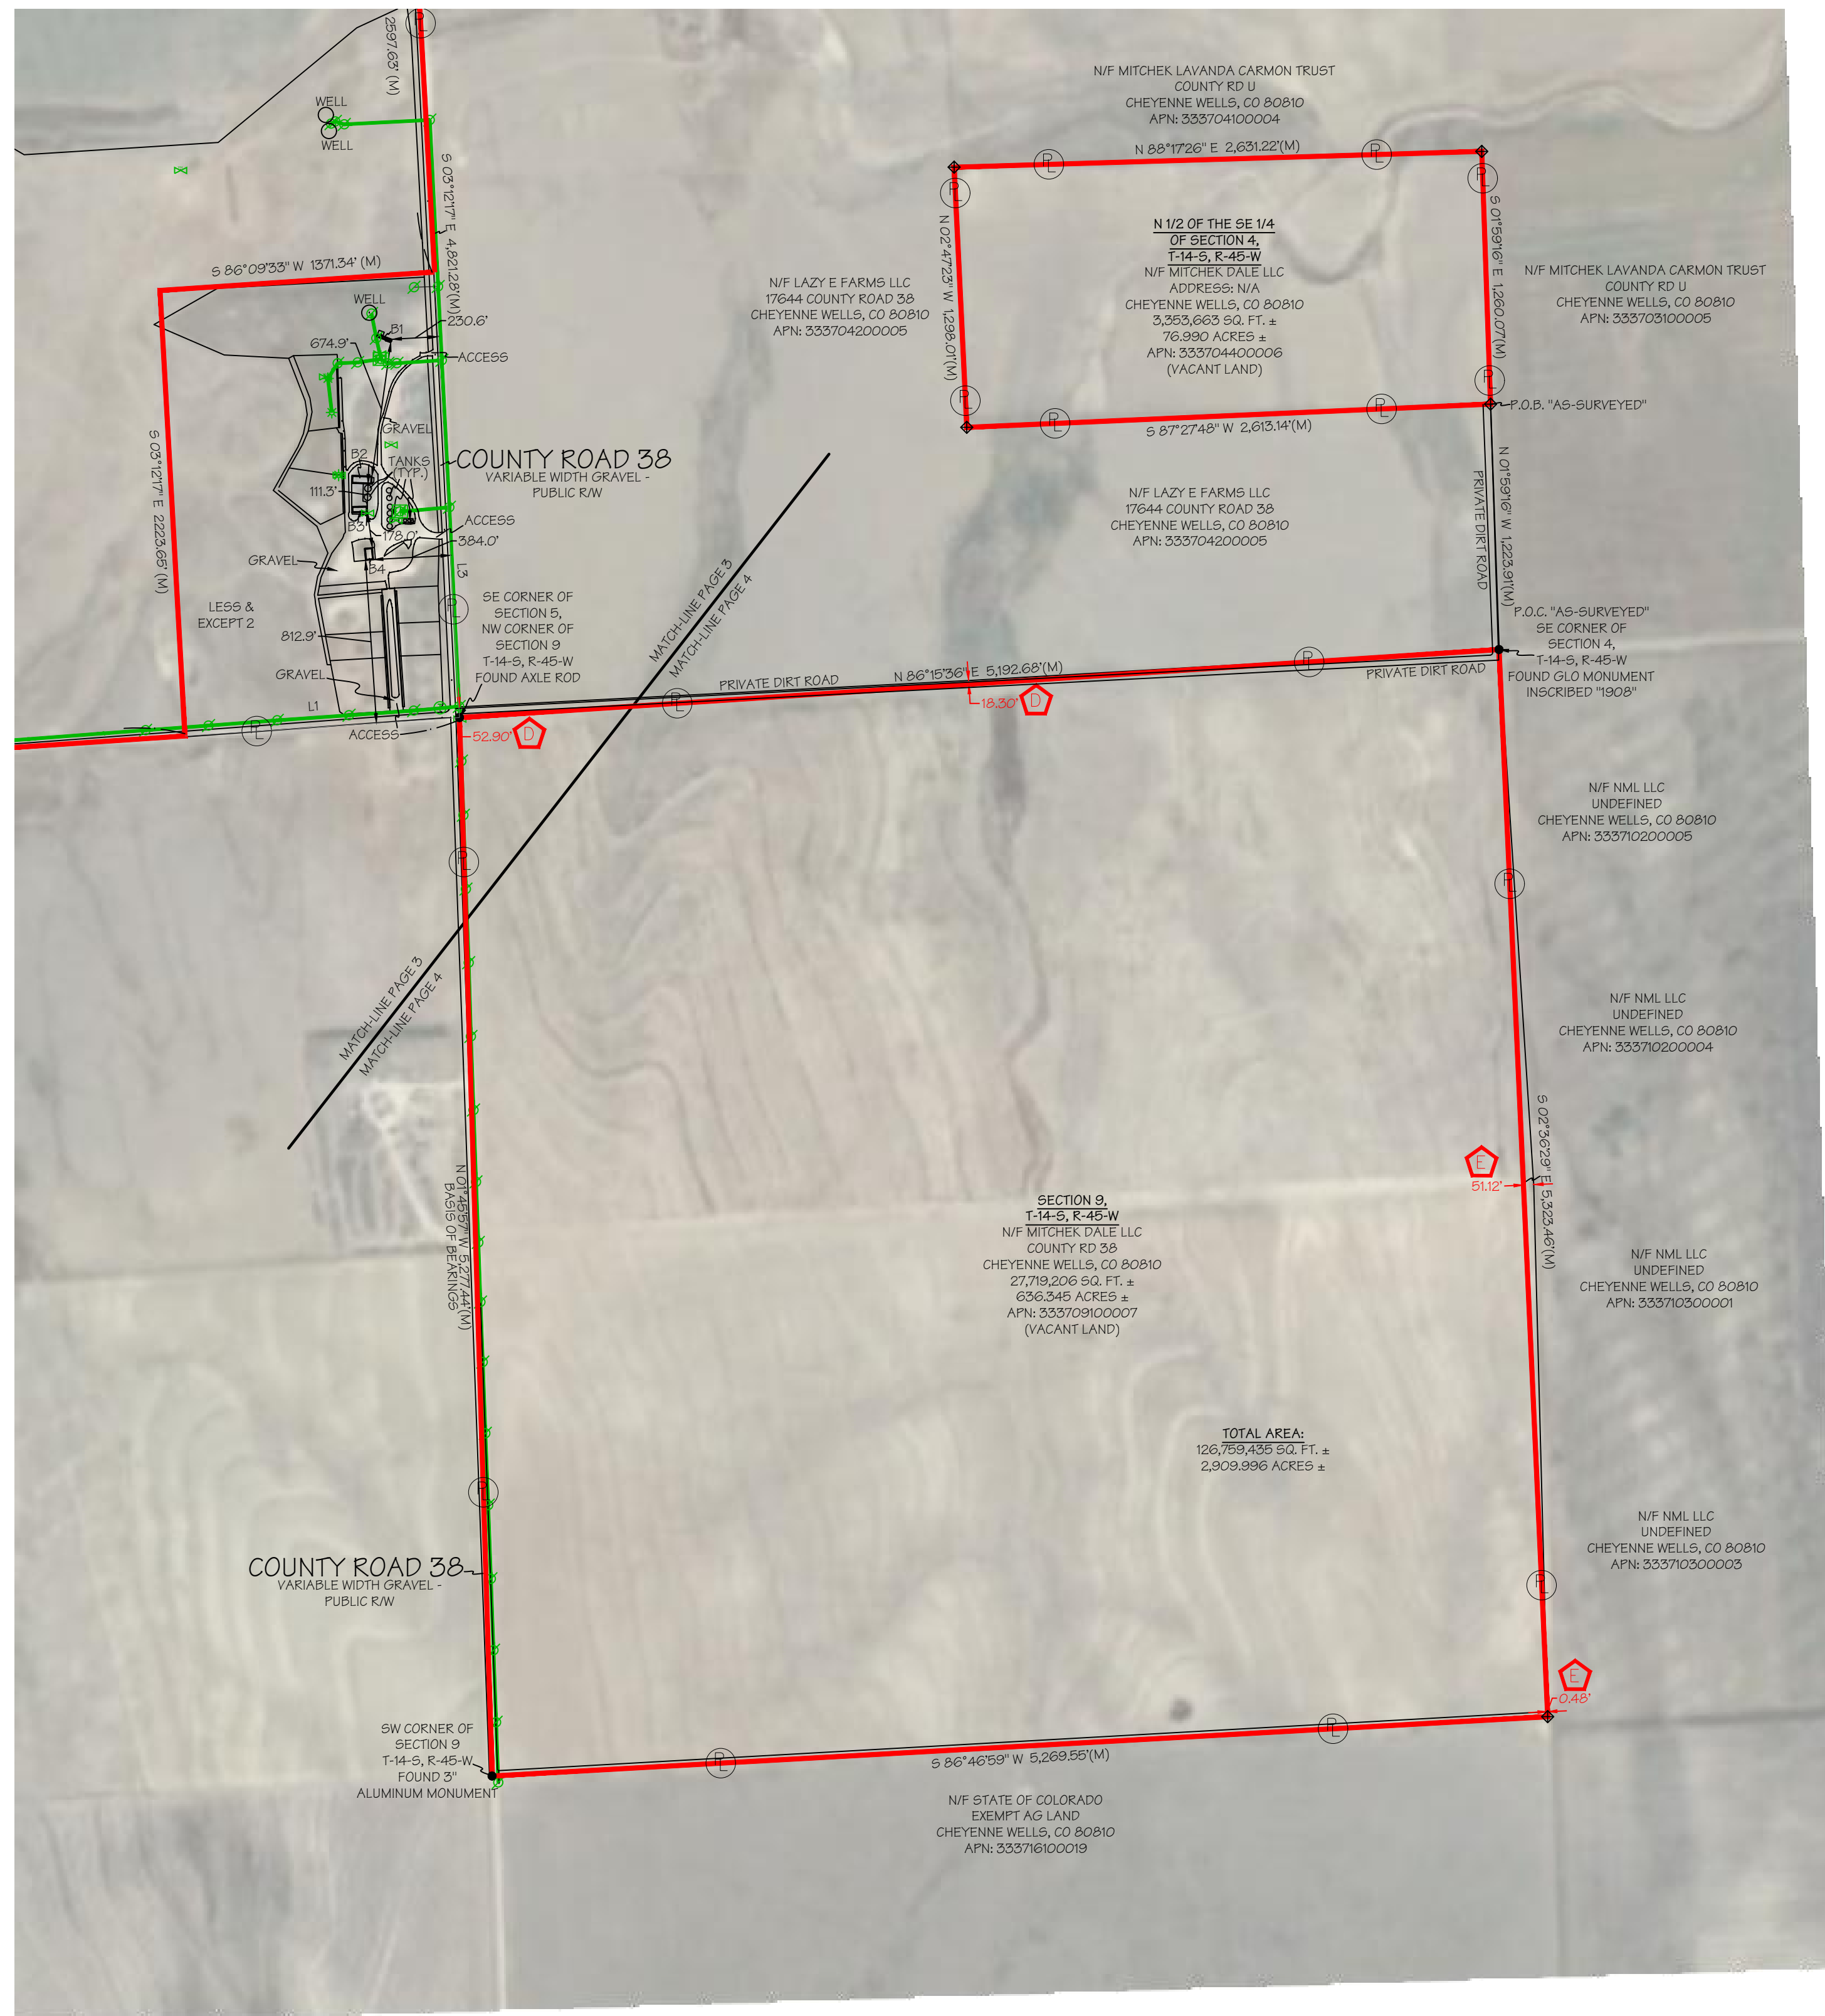 2597.63' (M)
WELL
WELL
S 03°12'17" E 4,821.28'(M)
S 86°09'33" W 1371.34' (M)
WELL
B1
230.6'
674.9'
ACCESS
GRAVEL
S 03°12'17" E 2223.65' (M)
B2
TANKS
(TYP.)
111.3'
B3
178.0'
COUNTY ROAD 38
VARIABLE WIDTH GRAVEL -
PUBLIC R/W
ACCESS
384.0'
GRAVEL
B4
L3
LESS &
EXCEPT 2
812.9'
GRAVEL
L1
ACCESS
SE CORNER OF
SECTION 5,
NW CORNER OF
SECTION 9
T-14-S, R-45-W
FOUND AXLE ROD
52.90'
D
N/F MITCHEK LAVANDA CARMON TRUST
COUNTY RD U
CHEYENNE WELLS, CO 80810
APN: 333704100004
N 88°17'26" E 2,631.22'(M)
N 02°47'23" W 1,298.01'(M)
N 1/2 OF THE SE 1/4
OF SECTION 4,
T-14-S, R-45-W
N/F MITCHEK DALE LLC
ADDRESS: N/A
CHEYENNE WELLS, CO 80810
3,353,663 SQ. FT. ±
76.990 ACRES ±
APN: 333704400006
(VACANT LAND)
S 01°59'16" E 1,260.07'(M)
N/F MITCHEK LAVANDA CARMON TRUST
COUNTY RD U
CHEYENNE WELLS, CO 80810
APN: 333703100005
N/F LAZY E FARMS LLC
17644 COUNTY ROAD 38
CHEYENNE WELLS, CO 80810
APN: 333704200005
P.O.B. "AS-SURVEYED"
S 87°27'48" W 2,613.14'(M)
N/F LAZY E FARMS LLC
17644 COUNTY ROAD 38
CHEYENNE WELLS, CO 80810
APN: 333704200005
PRIVATE DIRT ROAD
N 01°59'16" W 1,223.91'(M)
MATCH-LINE PAGE 3
MATCH-LINE PAGE 4
P.O.C. "AS-SURVEYED"
SE CORNER OF
SECTION 4,
T-14-S, R-45-W
FOUND GLO MONUMENT
INSCRIBED "1908"
PRIVATE DIRT ROAD
N 86°15'36" E 5,192.68'(M)
PRIVATE DIRT ROAD
18.30'
D
N/F NML LLC
UNDEFINED
CHEYENNE WELLS, CO 80810
APN: 333710200005
MATCH-LINE PAGE 3
MATCH-LINE PAGE 4
N/F NML LLC
UNDEFINED
CHEYENNE WELLS, CO 80810
APN: 333710200004
N 01°45'57" W 5,277.44'(M)
BASIS OF BEARINGS
SECTION 9,
T-14-S, R-45-W
N/F MITCHEK DALE LLC
COUNTY RD 38
CHEYENNE WELLS, CO 80810
27,719,206 SQ. FT. ±
636.345 ACRES ±
APN: 333709100007
(VACANT LAND)
E
51.12'
S 02°36'29" E 5,323.46'(M)
N/F NML LLC
UNDEFINED
CHEYENNE WELLS, CO 80810
APN: 333710300001
TOTAL AREA:
126,759,435 SQ. FT. ±
2,909.996 ACRES ±
N/F NML LLC
UNDEFINED
CHEYENNE WELLS, CO 80810
APN: 333710300003
COUNTY ROAD 38
VARIABLE WIDTH GRAVEL -
PUBLIC R/W
E
0.48'
SW CORNER OF
SECTION 9
T-14-S, R-45-W
FOUND 3"
ALUMINUM MONUMENT
S 86°46'59" W 5,269.55'(M)
N/F STATE OF COLORADO
EXEMPT AG LAND
CHEYENNE WELLS, CO 80810
APN: 333716100019